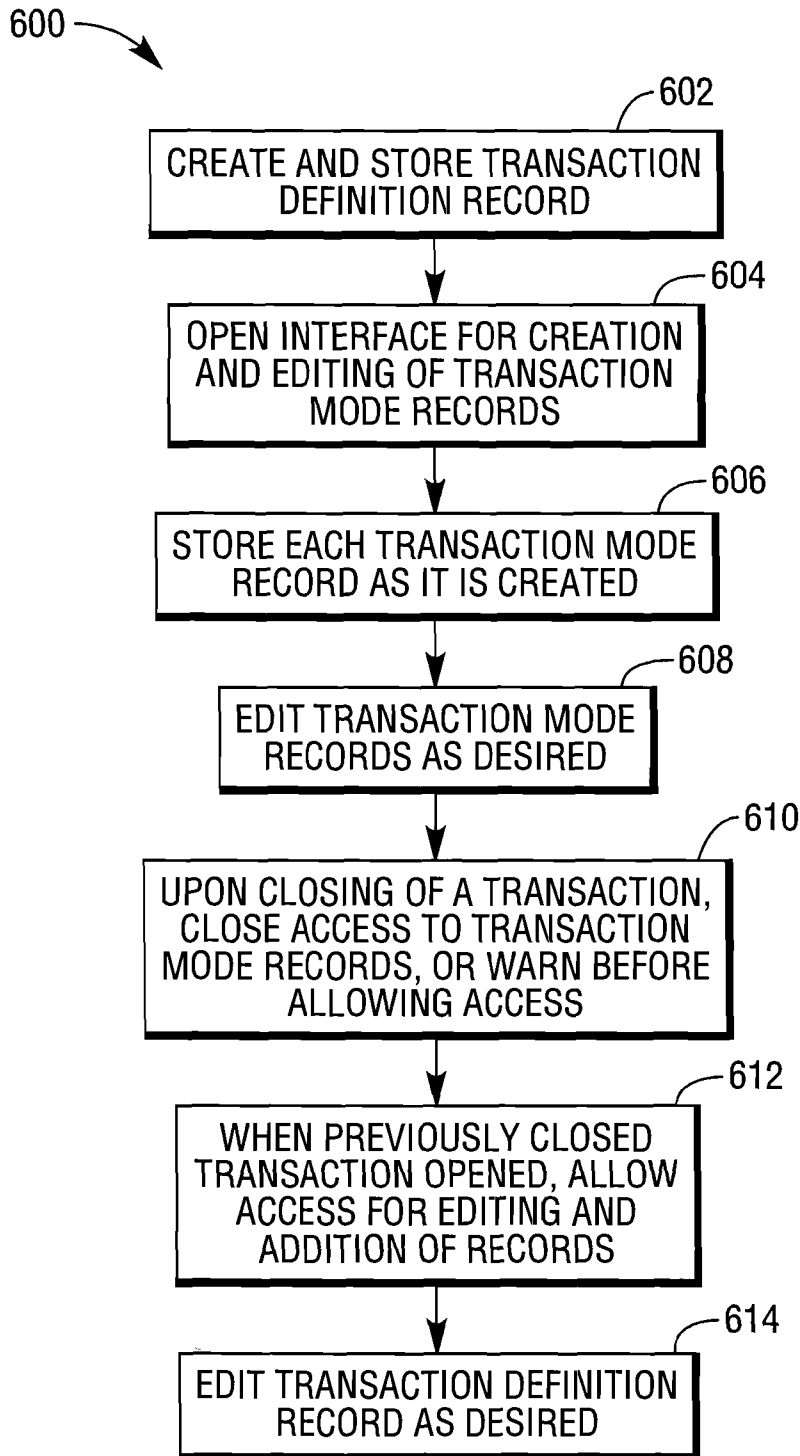 600
602
CREATE AND STORE TRANSACTION
DEFINITION RECORD
604
OPEN INTERFACE FOR CREATION
AND EDITING OF TRANSACTION
MODE RECORDS
606
STORE EACH TRANSACTION MODE
RECORD AS IT IS CREATED
608
EDIT TRANSACTION MODE
RECORDS AS DESIRED
610
UPON CLOSING OF A TRANSACTION,
CLOSE ACCESS TO TRANSACTION
MODE RECORDS, OR WARN BEFORE
ALLOWING ACCESS
612
WHEN PREVIOUSLY CLOSED
TRANSACTION OPENED, ALLOW
ACCESS FOR EDITING AND
ADDITION OF RECORDS
614
EDIT TRANSACTION DEFINITION
RECORD AS DESIRED